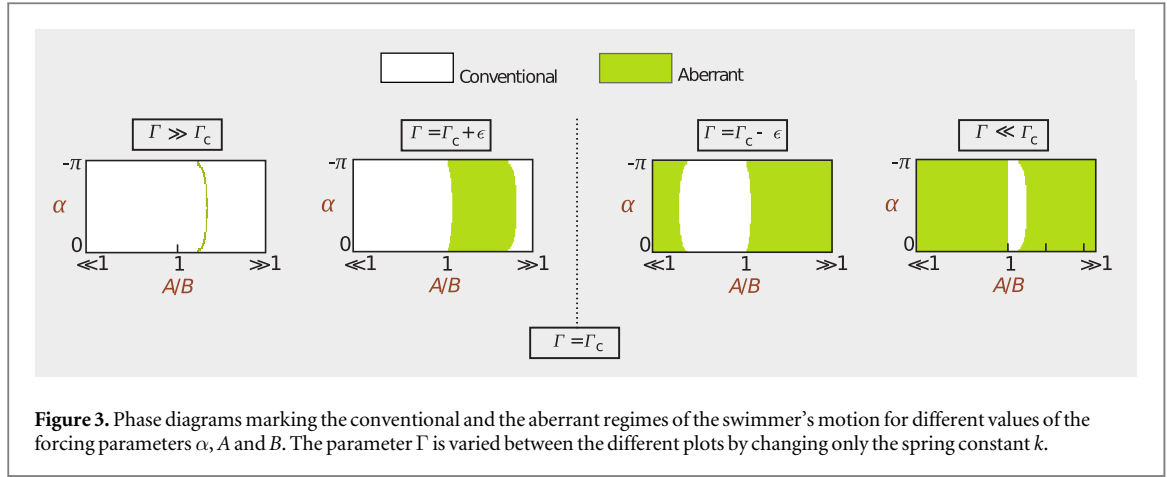 Conventional
Aberrant
Γ ≫ Γc
Γ =Γc+ϵ
Γ =Γc- ϵ
Γ ≪ Γc
-π
α
0
≪1
1
≫1
A/B
-π
α
0
≪1
1
≫1
A/B
-π
α
0
≪1
1
≫1
A/B
-π
α
0
≪1
1
≫1
A/B
Γ =Γc
Figure 3. Phase diagrams marking the conventional and the aberrant regimes of the swimmer's motion for different values of the
forcing parameters α, A and B. The parameter Γ is varied between the different plots by changing only the spring constant k.